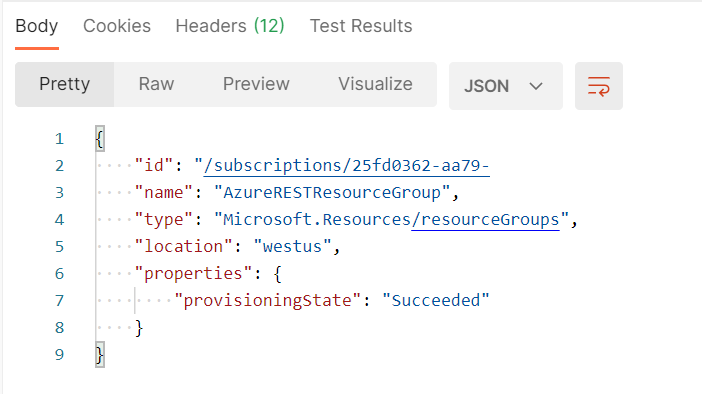 Body Cookies Headers (12) Test Results
Pretty Raw Preview Visualize JSON
1 {
2 "id": "/subscriptions/25fd0362-aa79-
3 "name": "AzureRESTResourceGroup",
4 "type": "Microsoft.Resources/resourceGroups",
5 "location": "westus",
6 "properties": {
7 "provisioningState": "Succeeded"
8 }
9 }